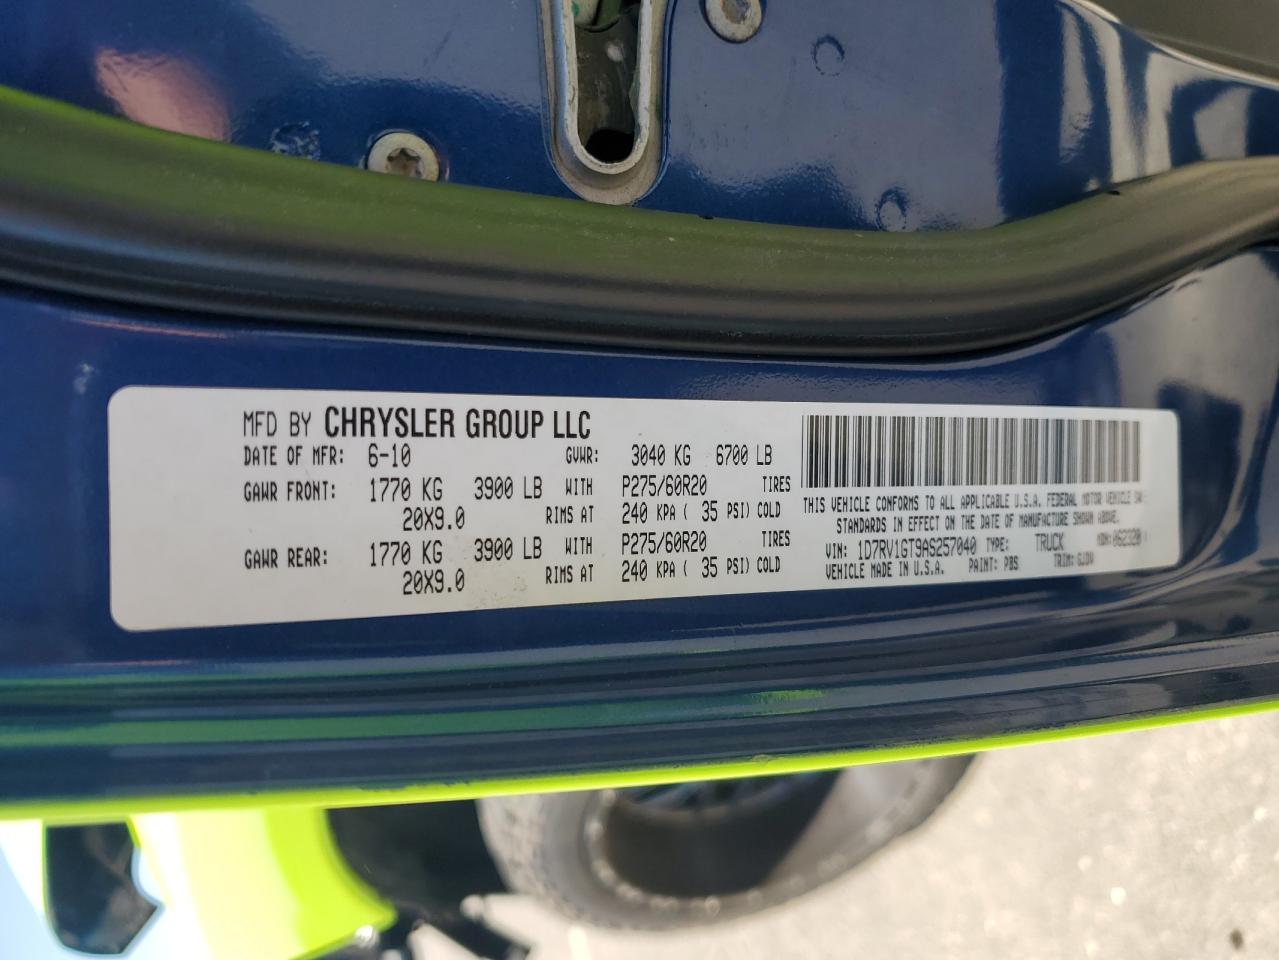 MFD BY CHRYSLER GROUP LLC
DATE OF MFR: 6-10 GVWR: 3040 KG 6700 LB
GAWR FRONT: 1770 KG 3900 LB WITH P275/60R20 TIRES
20X9.0 RIMS AT 240 KPA ( 35 PSI) COLD
GAWR REAR: 1770 KG 3900 LB WITH P275/60R20 TIRES
20X9.0 RIMS AT 240 KPA ( 35 PSI) COLD
THIS VEHICLE CONFORMS TO ALL APPLICABLE U.S.A. FEDERAL MOTOR VEHICLE
STANDARDS IN EFFECT ON THE DATE OF MANUFACTURE SHOWN ABOVE.
VIN: 1D7RV1GT9AS257040 TYPE: TRUCK MDH: 062320
VEHICLE MADE IN U.S.A. PAINT: PBS TRIM: